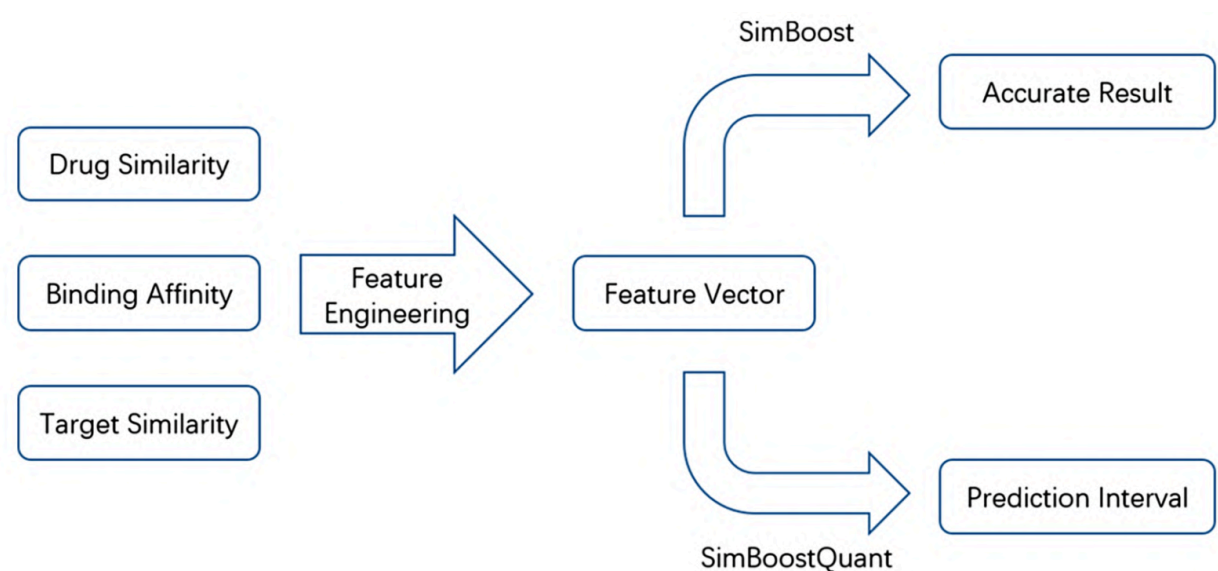 Drug Similarity
Binding Affinity
Target Similarity
Feature
Engineering
Feature Vector
SimBoost
Accurate Result
SimBoostQuant
Prediction Interval